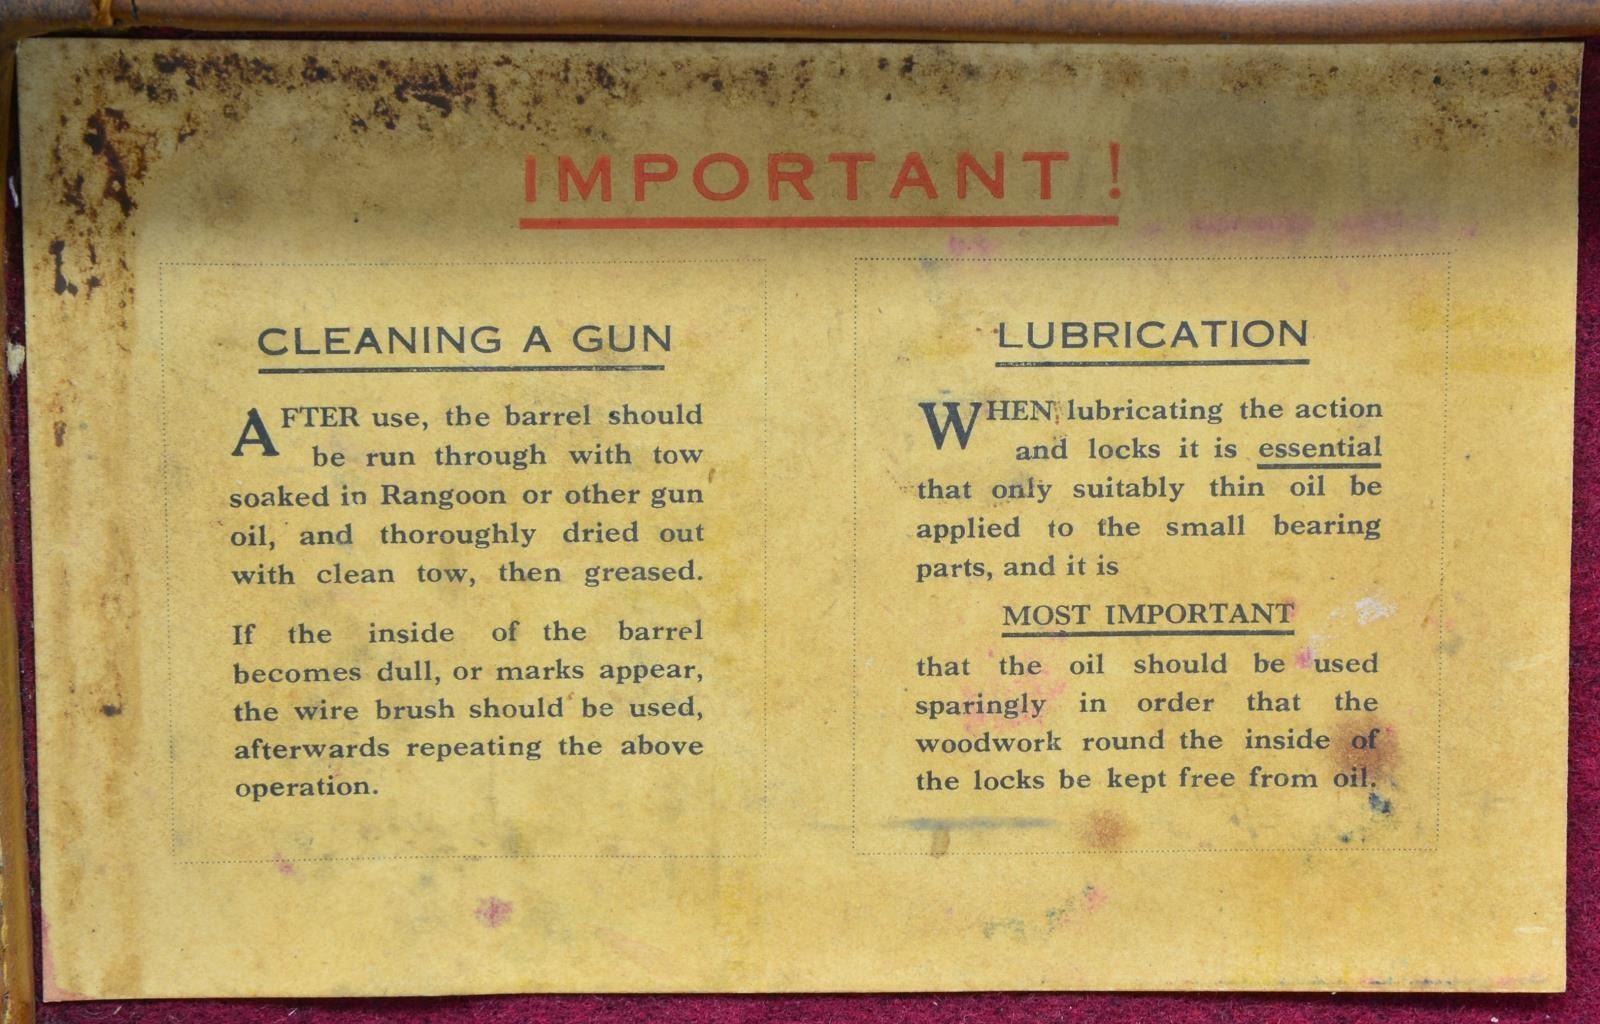 IMPORTANT!
CLEANING A GUN
AFTER use, the barrel should
be run through with tow
soaked in Rangoon or other gun
oil, and thoroughly dried out
with clean tow, then greased.
If the inside of the barrel
becomes dull, or marks appear,
the wire brush should be used,
afterwards repeating the above
operation.
LUBRICATION
WHEN lubricating the action
and locks it is essential
that only suitably thin oil be
applied to the small bearing
parts, and it is
MOST IMPORTANT
that the oil should be used
sparingly in order that the
woodwork round the inside of
the locks be kept free from oil.